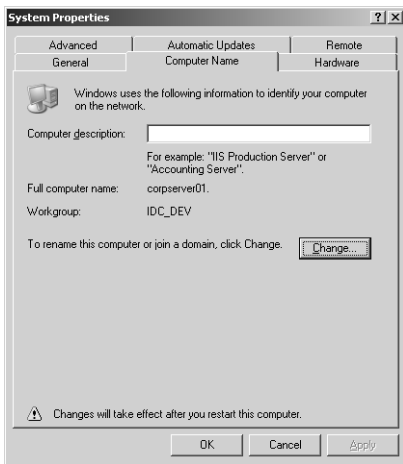 System Properties
? X
Advanced Automatic Updates Remote
General Computer Name Hardware
Windows uses the following information to identify your computer
on the network.
Computer description:
For example: "IIS Production Server" or
"Accounting Server".
Full computer name: corpserver01.
Workgroup: IDC_DEV
To rename this computer or join a domain, click Change. Change...
Changes will take effect after you restart this computer.
OK Cancel Apply